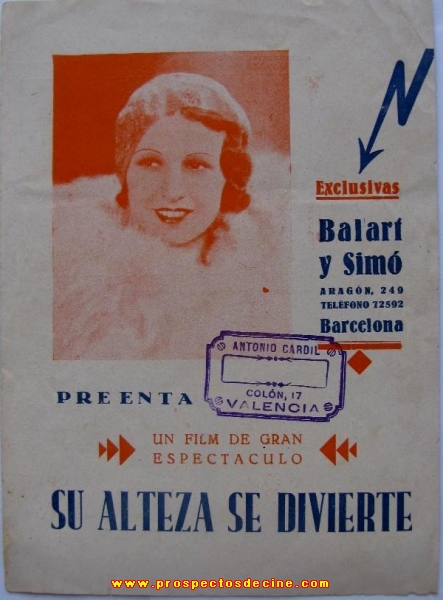 Exclusivas
Balart
y Simó
ARAGÓN, 249
TELÉFONO 72592
Barcelona
ANTONIO CARDIL
COLÓN, 17
VALENCIA
PREENTA
UN FILM DE GRAN
ESPECTACULO
SU ALTEZA SE DIVIERTE
www.prospectosdecine.com